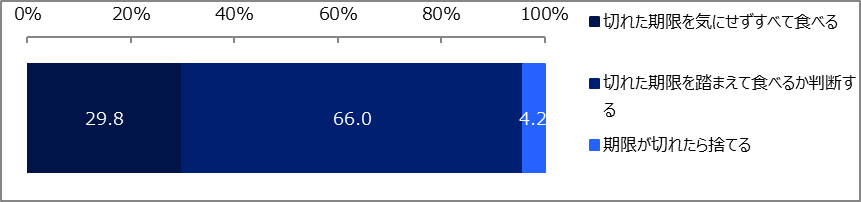 0% 20% 40% 60% 80% 100%
切れた期限を気にせずすべて食べる
切れた期限を踏まえて食べるか判断す
る
期限が切れたら捨てる
29.8 66.0 4.2